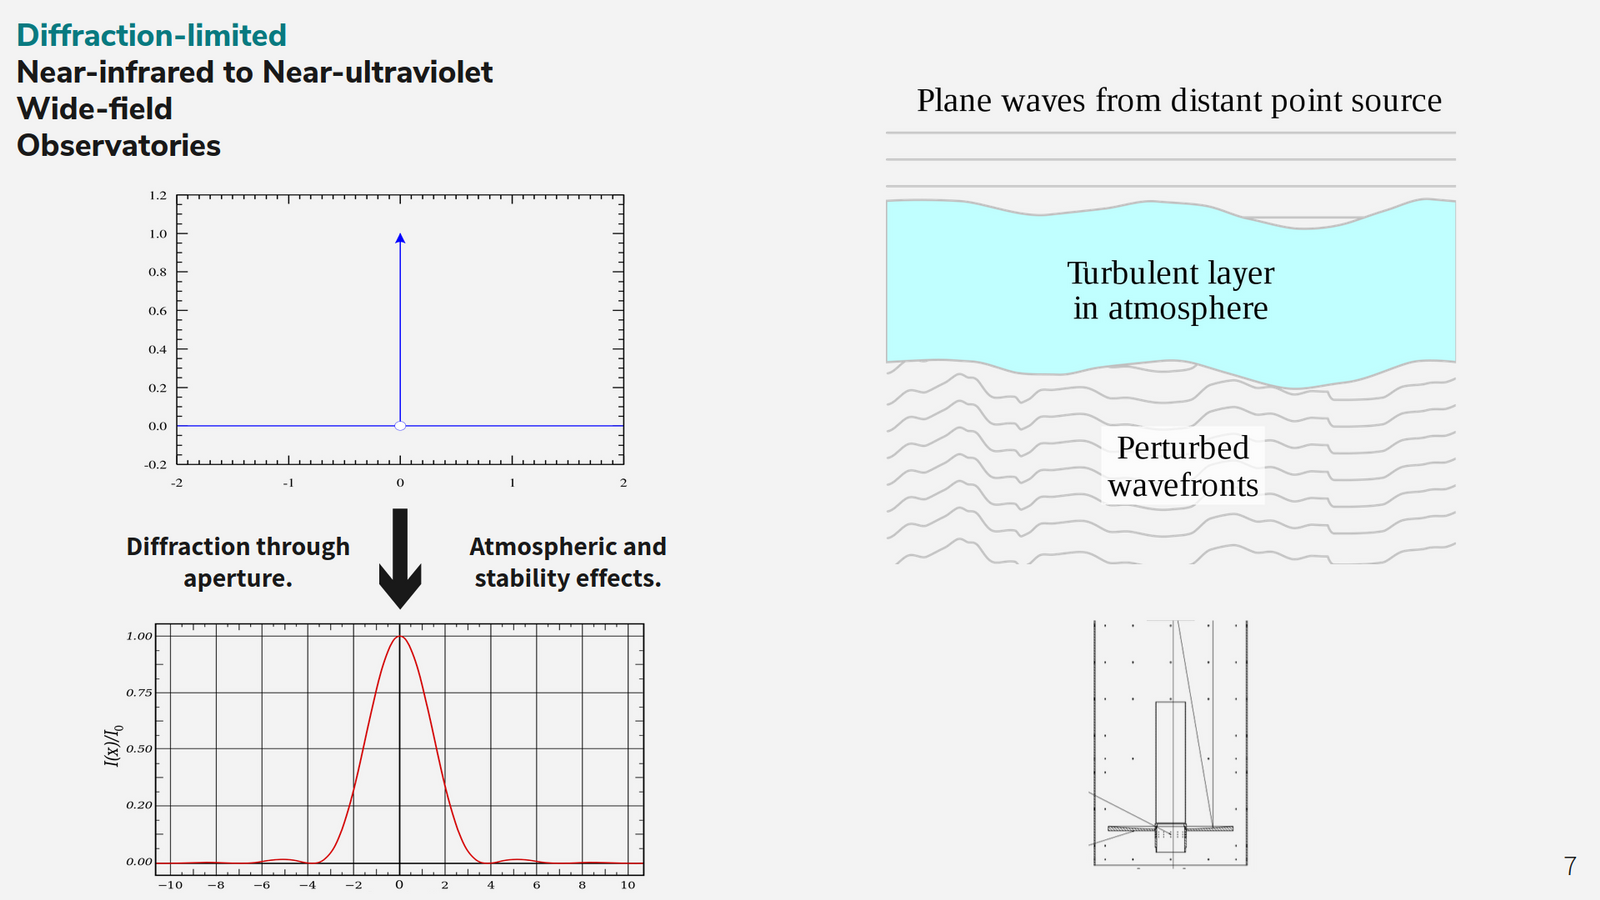 Diffraction-limited
Near-infrared to Near-ultraviolet
Wide-field
Observatories
1.2
1.0
0.8
0.6
0.4
0.2
0.0
-0.2
-2 -1 0 1 2
Diffraction through
aperture.
Atmospheric and
stability effects.
I(x)/I0
1.00
0.75
0.50
0.20
0.00
−10 −8 −6 −4 −2 0 2 4 6 8 10
Plane waves from distant point source
Turbulent layer
in atmosphere
Perturbed
wavefronts
7